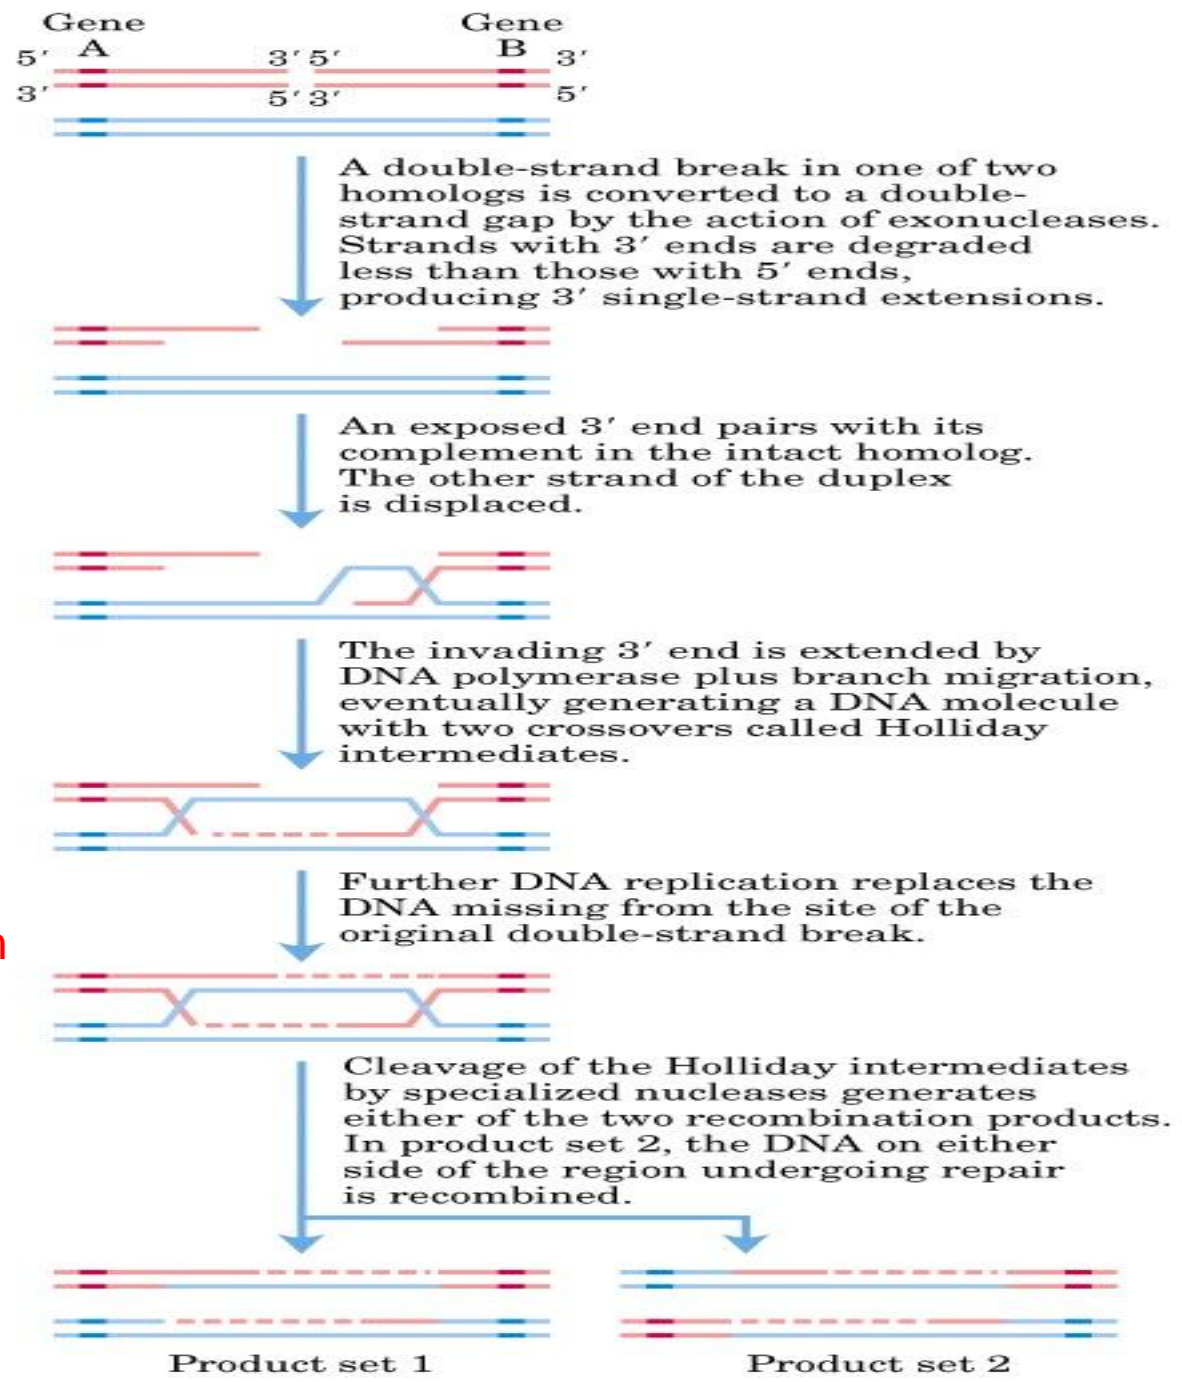 Gene Gene
5′ A 3′ 5′ B 3′
3′ 5′ 3′ 5′
A double-strand break in one of two
homologs is converted to a double-
strand gap by the action of exonucleases.
Strands with 3′ ends are degraded
less than those with 5′ ends,
producing 3′ single-strand extensions.
An exposed 3′ end pairs with its
complement in the intact homolog.
The other strand of the duplex
is displaced.
The invading 3′ end is extended by
DNA polymerase plus branch migration,
eventually generating a DNA molecule
with two crossovers called Holliday
intermediates.
Further DNA replication replaces the
DNA missing from the site of the
original double-strand break.
Cleavage of the Holliday intermediates
by specialized nucleases generates
either of the two recombination products.
In product set 2, the DNA on either
side of the region undergoing repair
is recombined.
Product set 1 Product set 2